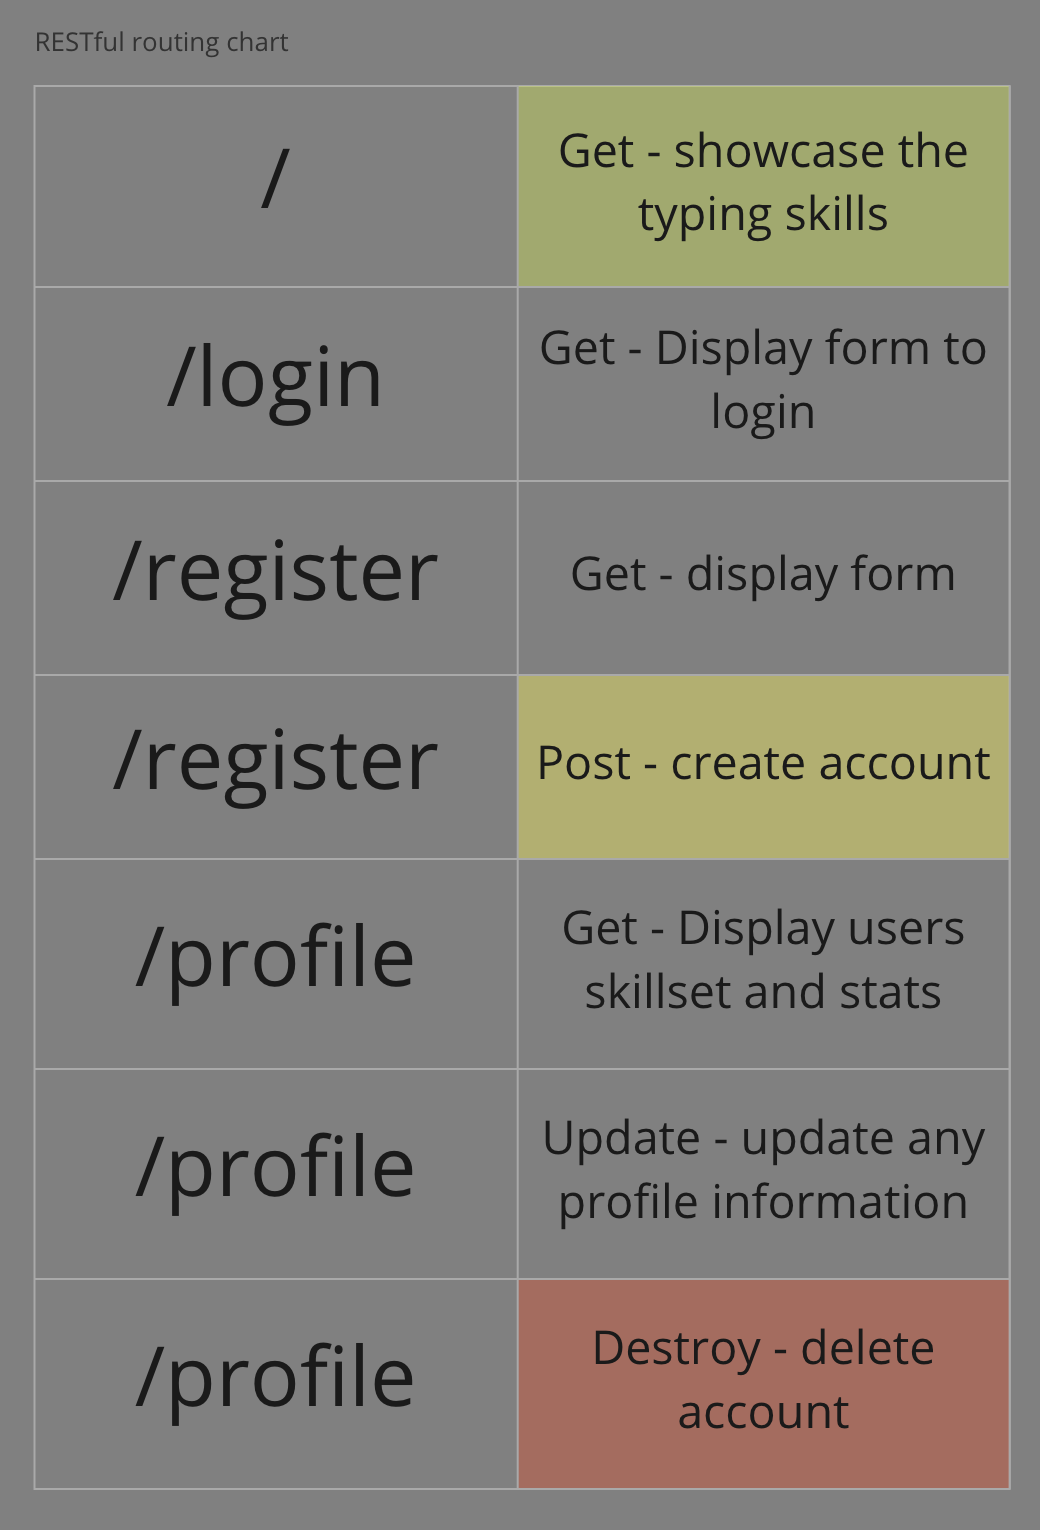 RESTful routing chart
/
Get - showcase the
typing skills
/login
Get - Display form to
login
/register
Get - display form
/register
Post - create account
/profile
Get - Display users
skillset and stats
/profile
Update - update any
profile information
/profile
Destroy - delete
account